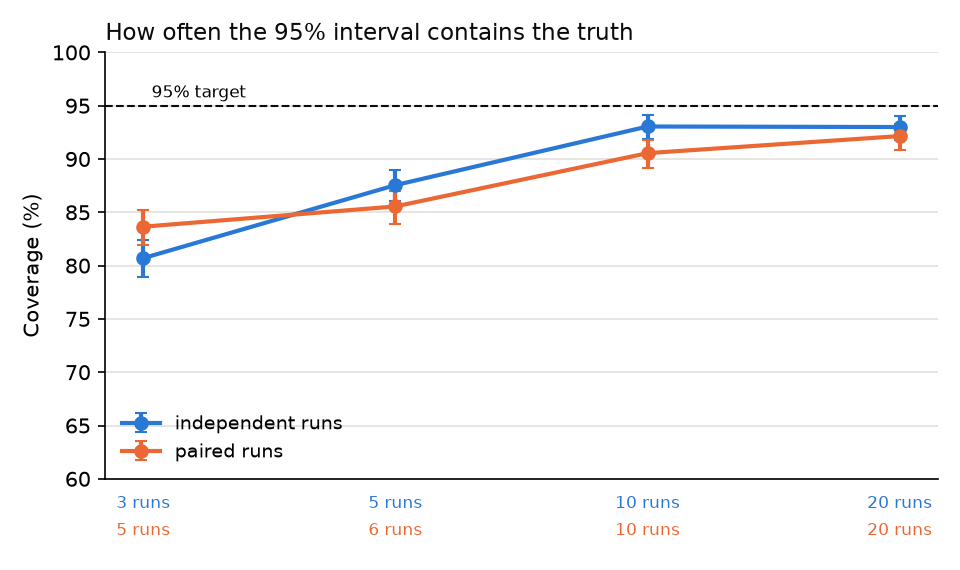 How often the 95% interval contains the truth
100
95% target
95
90
85
80
75
70
65
60
Coverage (%)
independent runs
paired runs
3 runs 5 runs 10 runs 20 runs
5 runs 6 runs 10 runs 20 runs